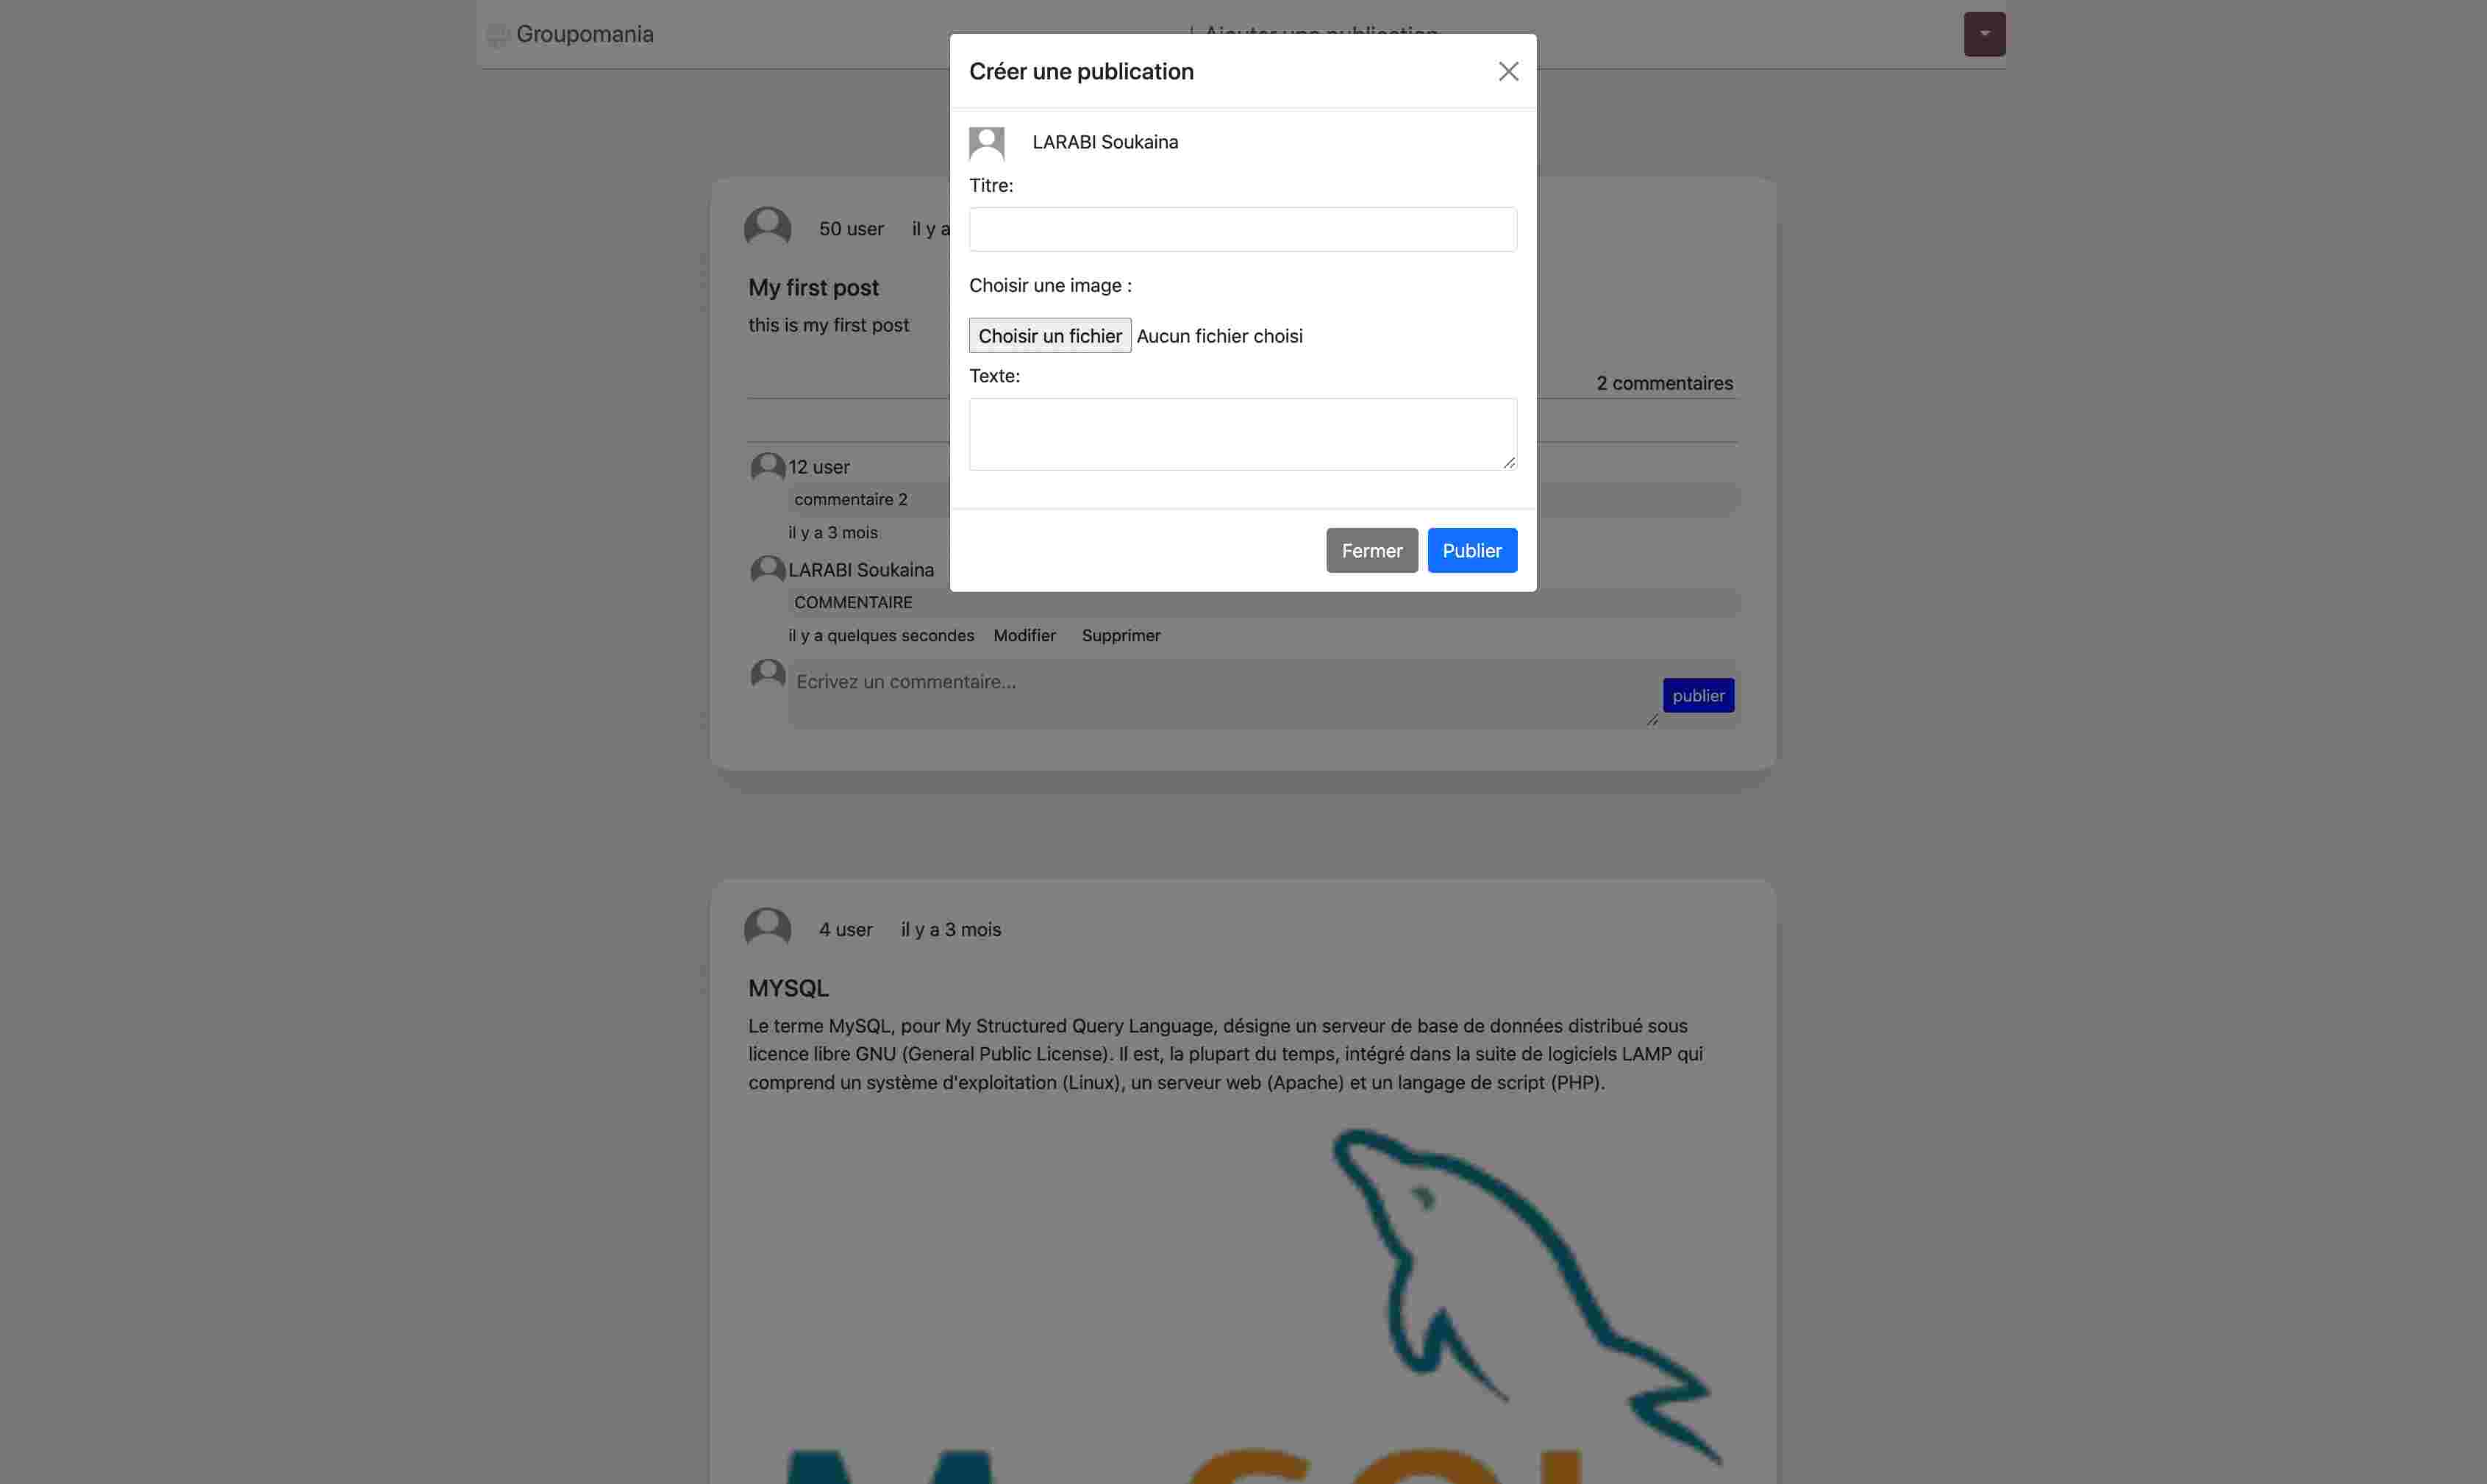 Groupomania
Ajouter une publication
Créer une publication
LARABI Soukaina
Titre:
Choisir une image :
Choisir un fichier Aucun fichier choisi
Texte:
Fermer Publier
50 user il y a
My first post
this is my first post
2 commentaires
12 user
commentaire 2
il y a 3 mois
LARABI Soukaina
COMMENTAIRE
il y a quelques secondes Modifier Supprimer
Ecrivez un commentaire...
publier
4 user il y a 3 mois
MYSQL
Le terme MySQL, pour My Structured Query Language, désigne un serveur de base de données distribué sous
licence libre GNU (General Public License). Il est, la plupart du temps, intégré dans la suite de logiciels LAMP qui
comprend un système d'exploitation (Linux), un serveur web (Apache) et un langage de script (PHP).